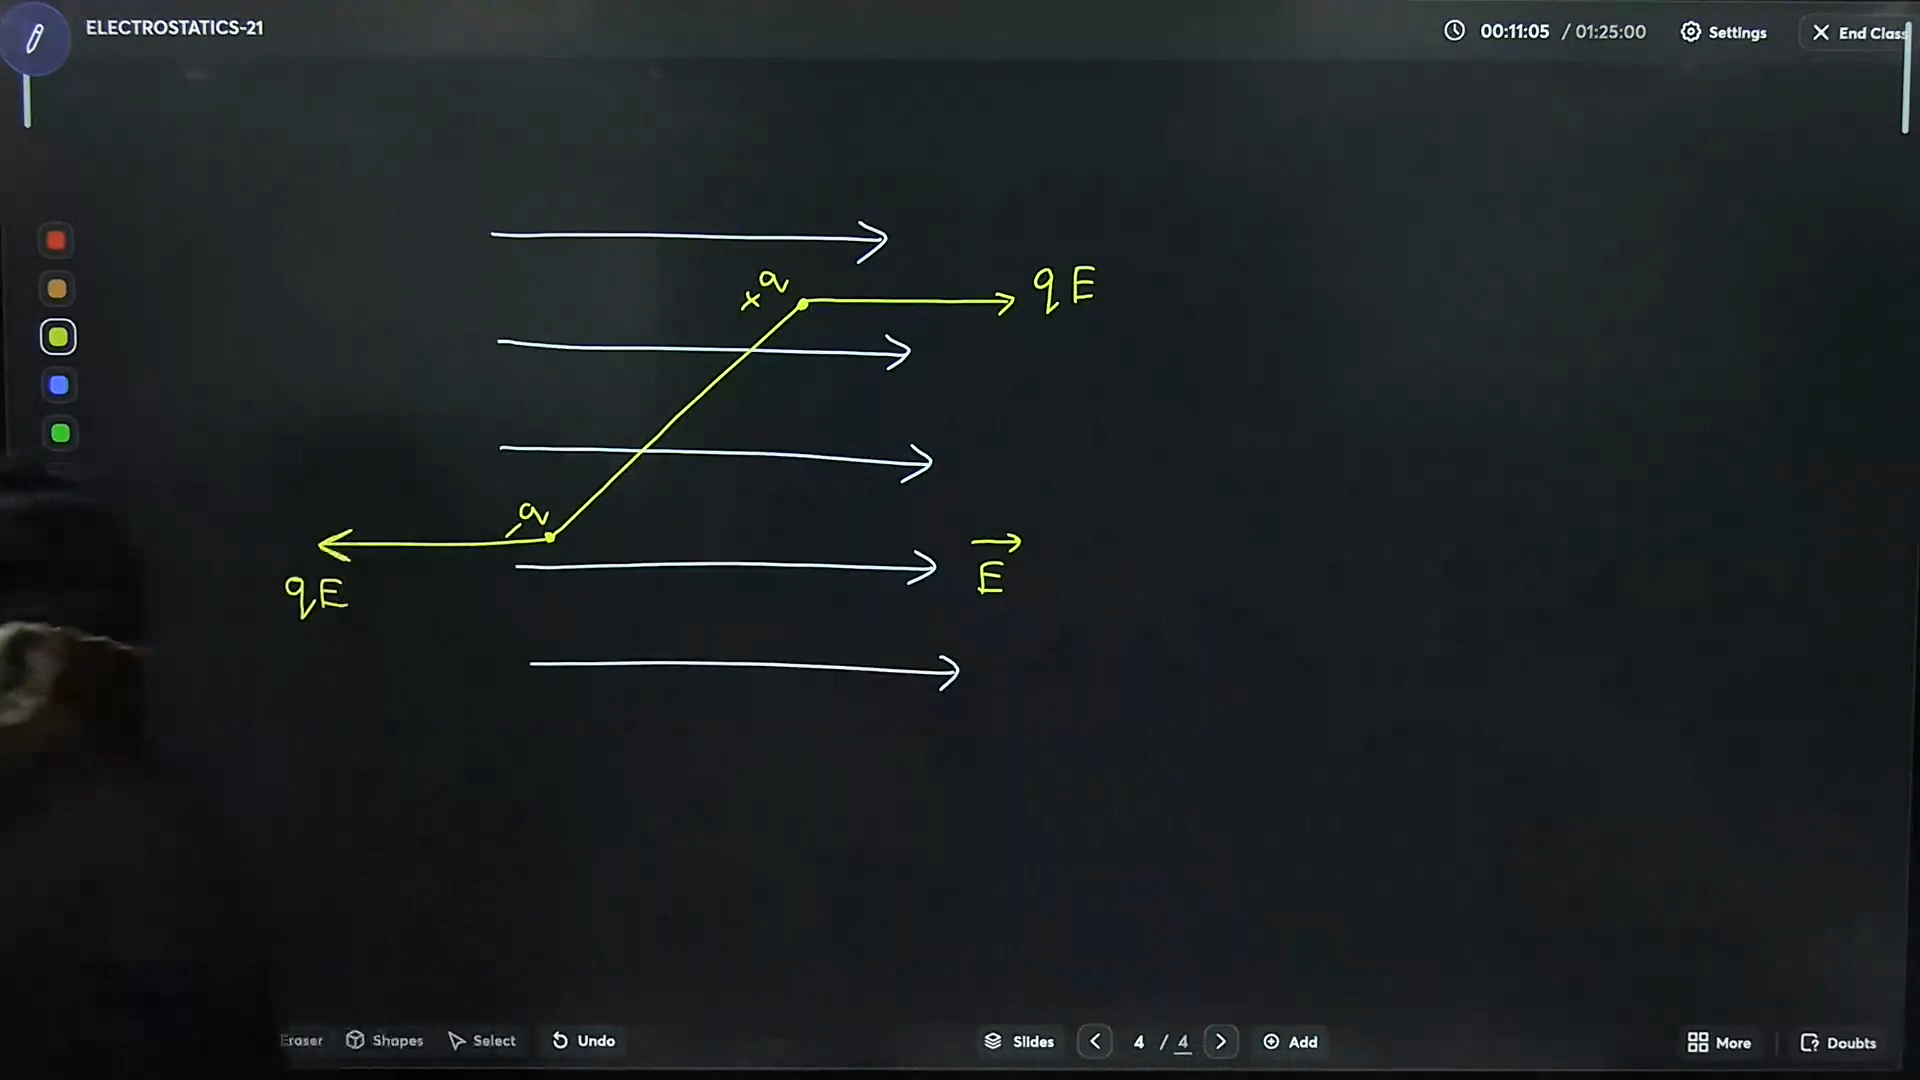 ELECTROSTATICS-21
00:11:05 / 01:25:00
Settings
End Class
+q
qE
-q
qE
E
Eraser
Shapes
Select
Undo
Slides
4 / 4
Add
More
Doubts